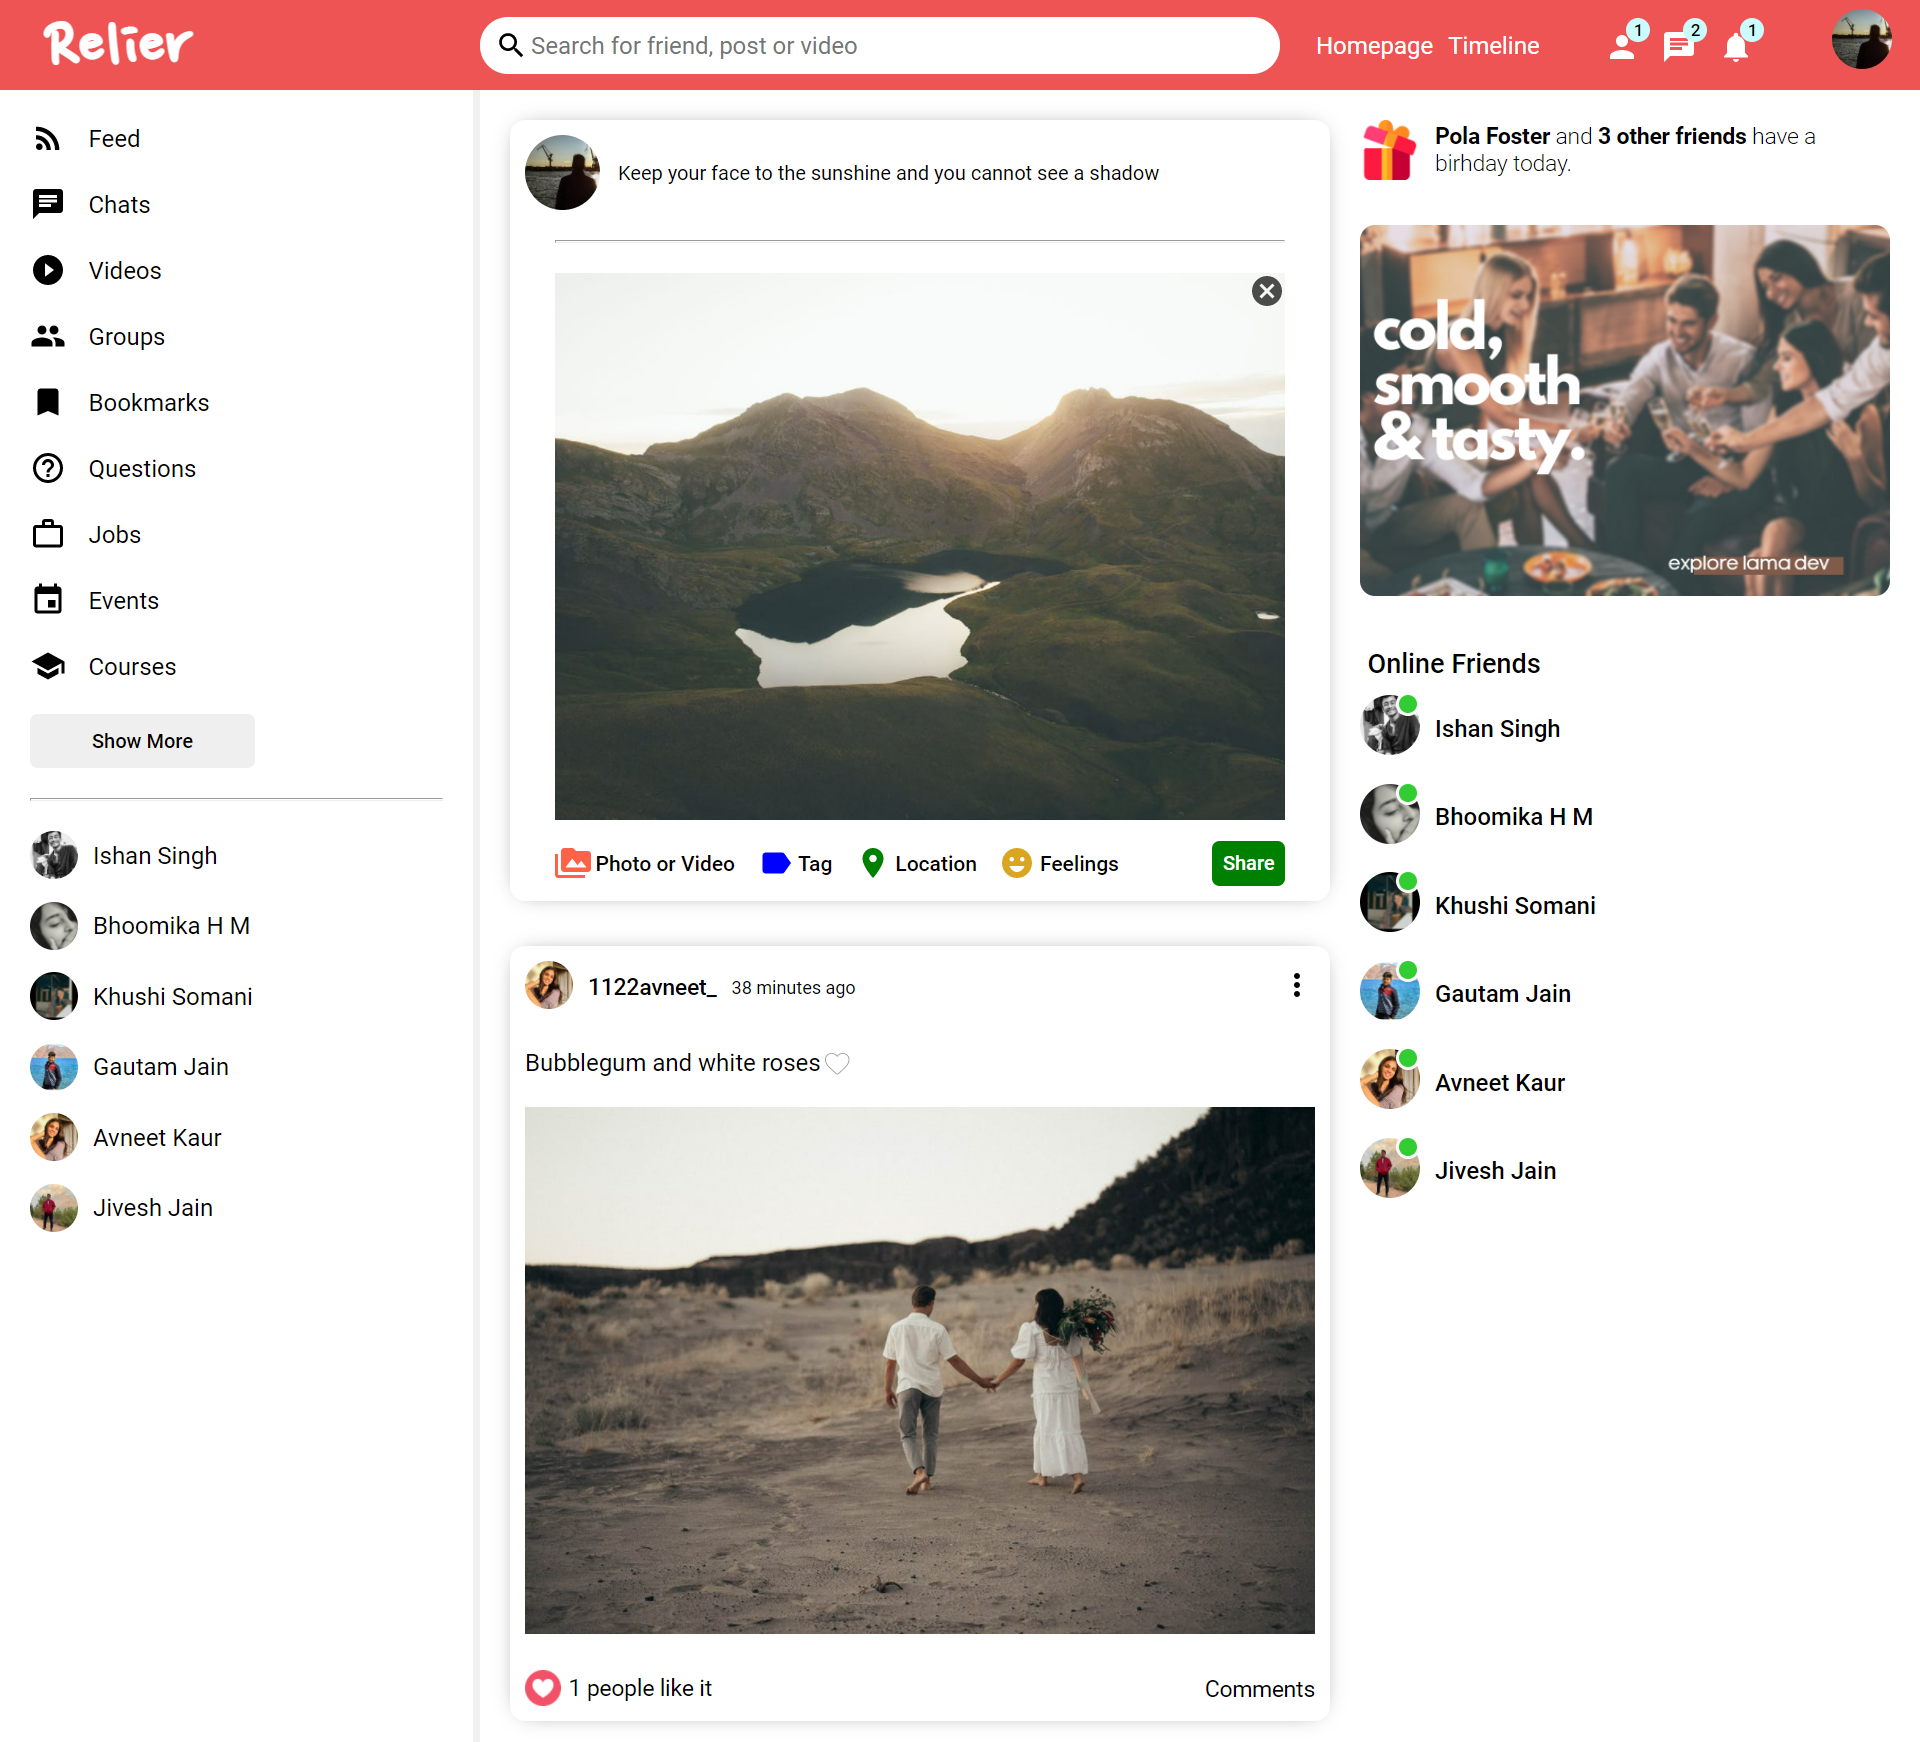 Relier
Search for friend, post or video
Homepage Timeline
1
2
1
Feed
Chats
Videos
Groups
Bookmarks
Questions
Jobs
Events
Courses
Show More
Ishan Singh
Bhoomika H M
Khushi Somani
Gautam Jain
Avneet Kaur
Jivesh Jain
Keep your face to the sunshine and you cannot see a shadow
Photo or Video Tag Location Feelings Share
1122avneet_ 38 minutes ago
Bubblegum and white roses🤍
1 people like it Comments
Pola Foster and 3 other friends have a
birhday today.
cold,
smooth
& tasty.
explore lama dev
Online Friends
Ishan Singh
Bhoomika H M
Khushi Somani
Gautam Jain
Avneet Kaur
Jivesh Jain